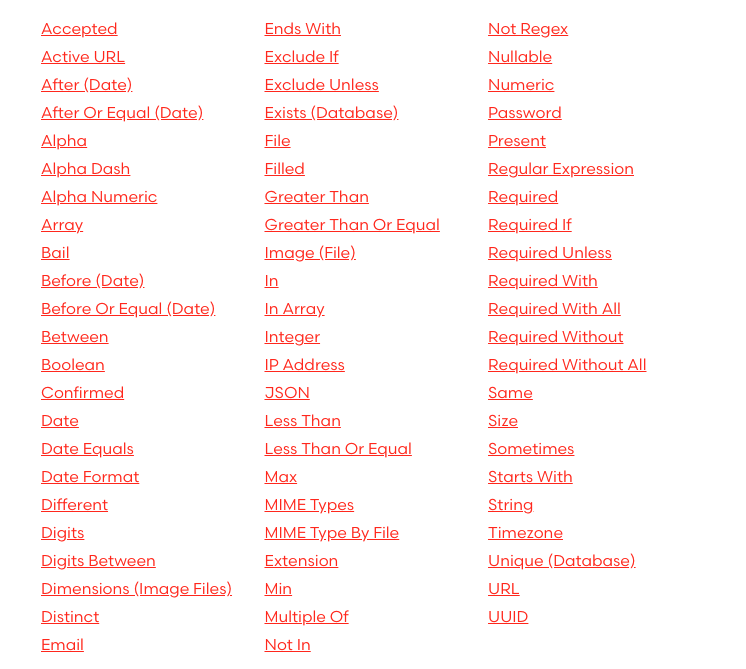 Accepted
Active URL
After (Date)
After Or Equal (Date)
Alpha
Alpha Dash
Alpha Numeric
Array
Bail
Before (Date)
Before Or Equal (Date)
Between
Boolean
Confirmed
Date
Date Equals
Date Format
Different
Digits
Digits Between
Dimensions (Image Files)
Distinct
Email
Ends With
Exclude If
Exclude Unless
Exists (Database)
File
Filled
Greater Than
Greater Than Or Equal
Image (File)
In
In Array
Integer
IP Address
JSON
Less Than
Less Than Or Equal
Max
MIME Types
MIME Type By File
Extension
Min
Multiple Of
Not In
Not Regex
Nullable
Numeric
Password
Present
Regular Expression
Required
Required If
Required Unless
Required With
Required With All
Required Without
Required Without All
Same
Size
Sometimes
Starts With
String
Timezone
Unique (Database)
URL
UUID